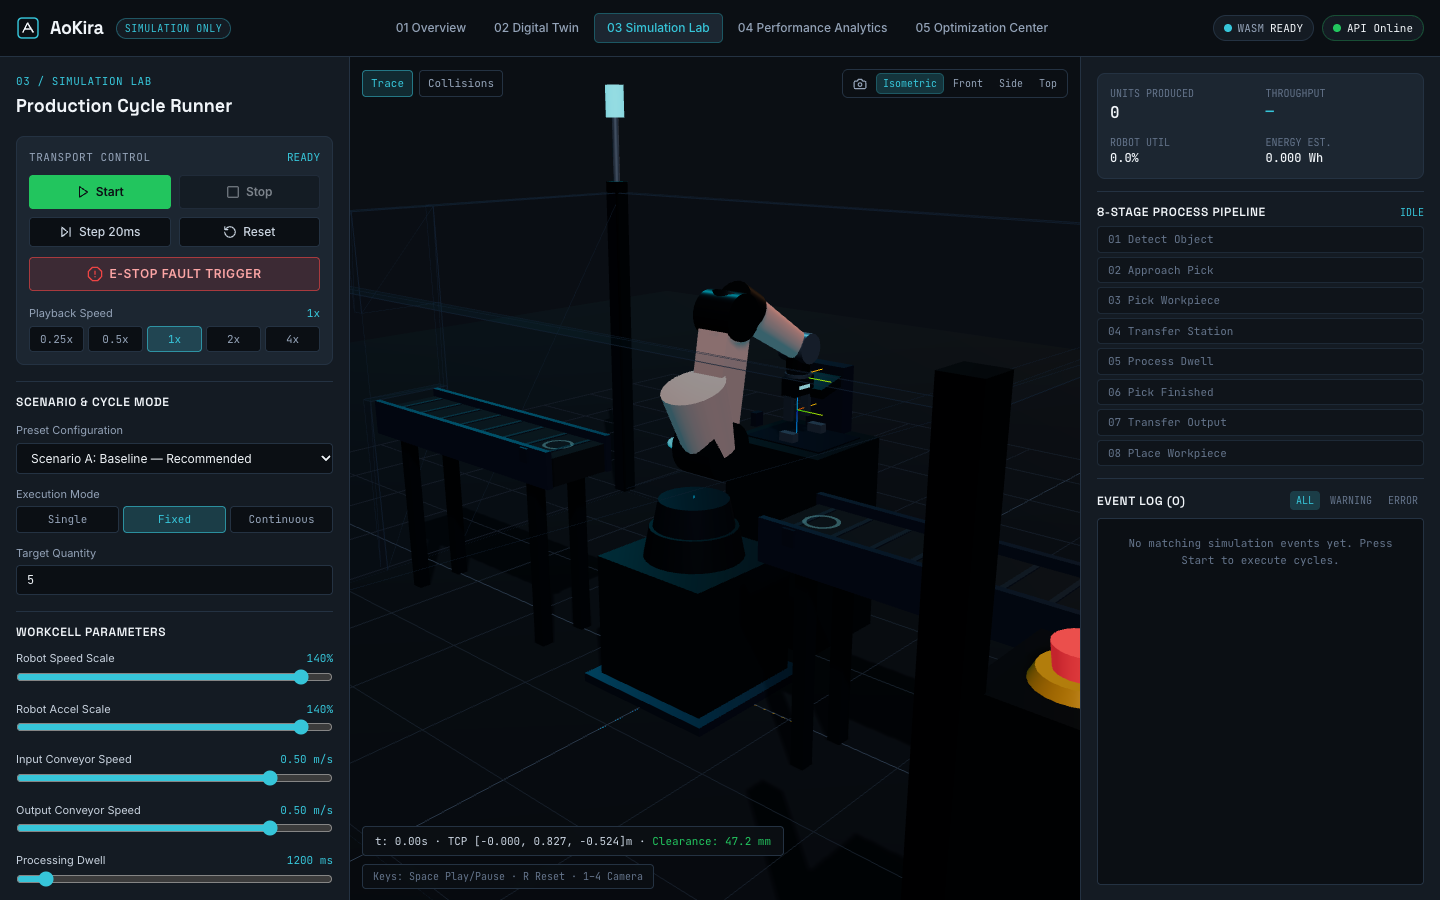 AoKira
SIMULATION ONLY
01 Overview
02 Digital Twin
03 Simulation Lab
04 Performance Analytics
05 Optimization Center
WASM READY
API Online
03 / SIMULATION LAB
Production Cycle Runner
TRANSPORT CONTROL
READY
Start
Stop
Step 20ms
Reset
E-STOP FAULT TRIGGER
Playback Speed
1x
0.25x
0.5x
1x
2x
4x
SCENARIO & CYCLE MODE
Preset Configuration
Scenario A: Baseline — Recommended
Execution Mode
Single
Fixed
Continuous
Target Quantity
5
WORKCELL PARAMETERS
Robot Speed Scale
140%
Robot Accel Scale
140%
Input Conveyor Speed
0.50 m/s
Output Conveyor Speed
0.50 m/s
Processing Dwell
1200 ms
Trace
Collisions
Isometric
Front
Side
Top
t: 0.00s · TCP [-0.000, 0.827, -0.524]m · Clearance: 47.2 mm
Keys: Space Play/Pause · R Reset · 1–4 Camera
UNITS PRODUCED
0
THROUGHPUT
—
ROBOT UTIL
0.0%
ENERGY EST.
0.000 Wh
8-STAGE PROCESS PIPELINE
IDLE
01 Detect Object
02 Approach Pick
03 Pick Workpiece
04 Transfer Station
05 Process Dwell
06 Pick Finished
07 Transfer Output
08 Place Workpiece
EVENT LOG (0)
ALL
WARNING
ERROR
No matching simulation events yet. Press
Start to execute cycles.